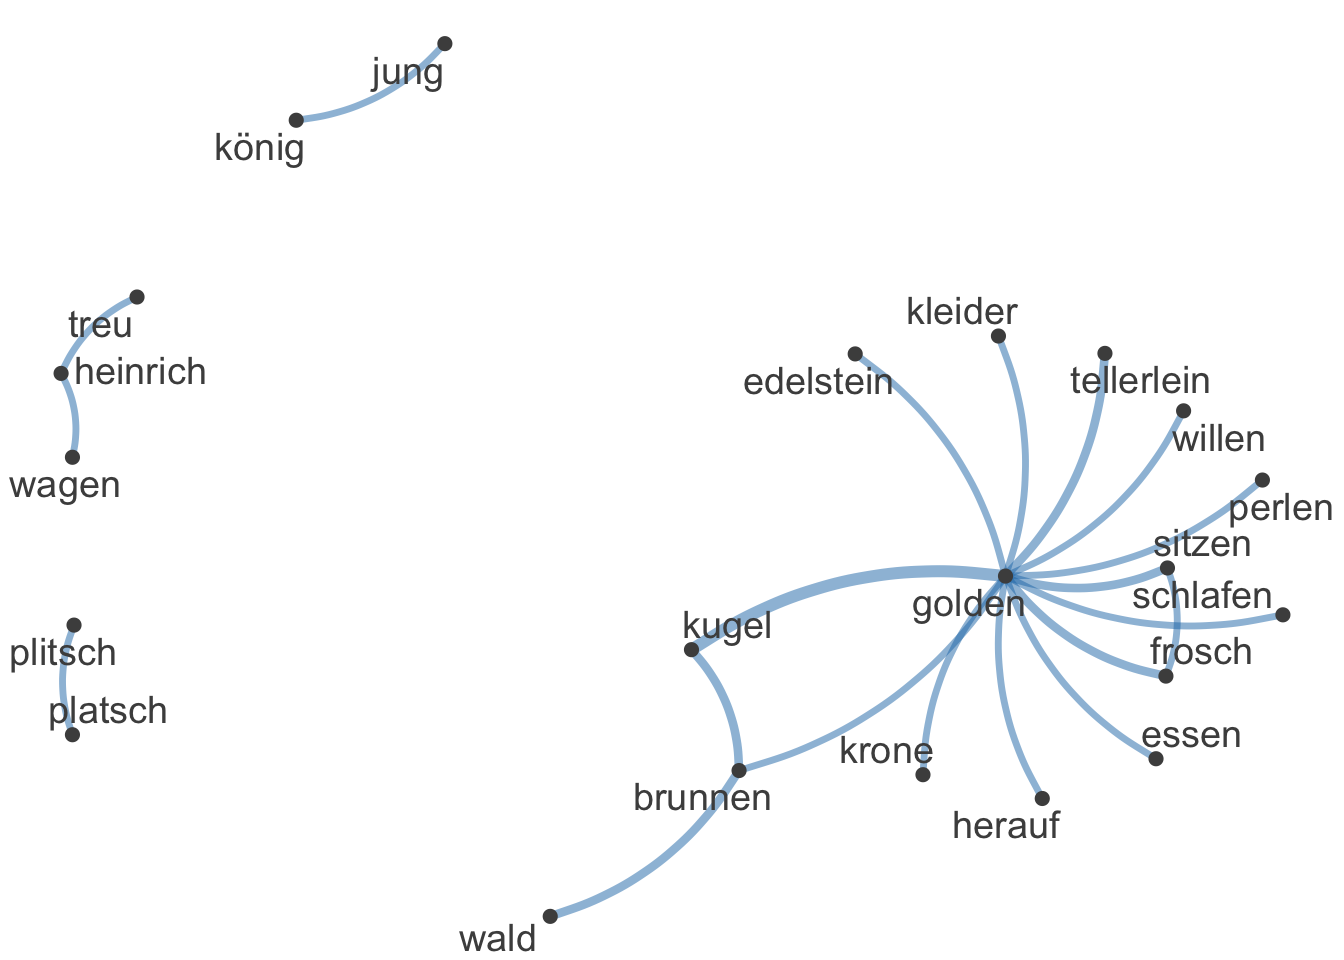 jung
könig
kleider
treu
heinrich
edelstein
tellerlein
willen
wagen
perlen
sitzen
schlafen
golden
kugel
frosch
plitsch
platsch
essen
krone
brunnen
herauf
wald